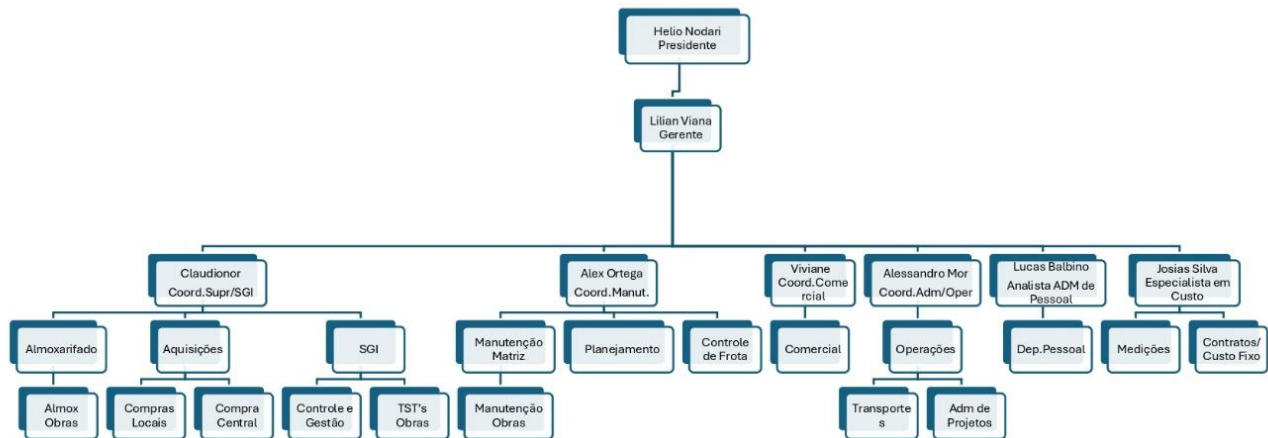 Helio Nodari
Presidente
Lilian Viana
Gerente
Claudionor
Coord.Supr/SGI
Alex Ortega
Coord.Manut.
Viviane
Coord.Come
rcial
Alessandro Mor
Coord.Adm/Oper
Lucas Balbino
Analista ADM de
Pessoal
Josias Silva
Especialista em
Custo
Almoxarifado
Aquisições
SGI
Manutenção
Matriz
Planejamento
Controle
de Frota
Comercial
Operações
Dep.Pessoal
Medições
Contratos/
Custo Fixo
Almox
Obras
Compras
Locais
Compra
Central
Controle e
Gestão
TST's
Obras
Manutenção
Obras
Transporte
s
Adm de
Projetos